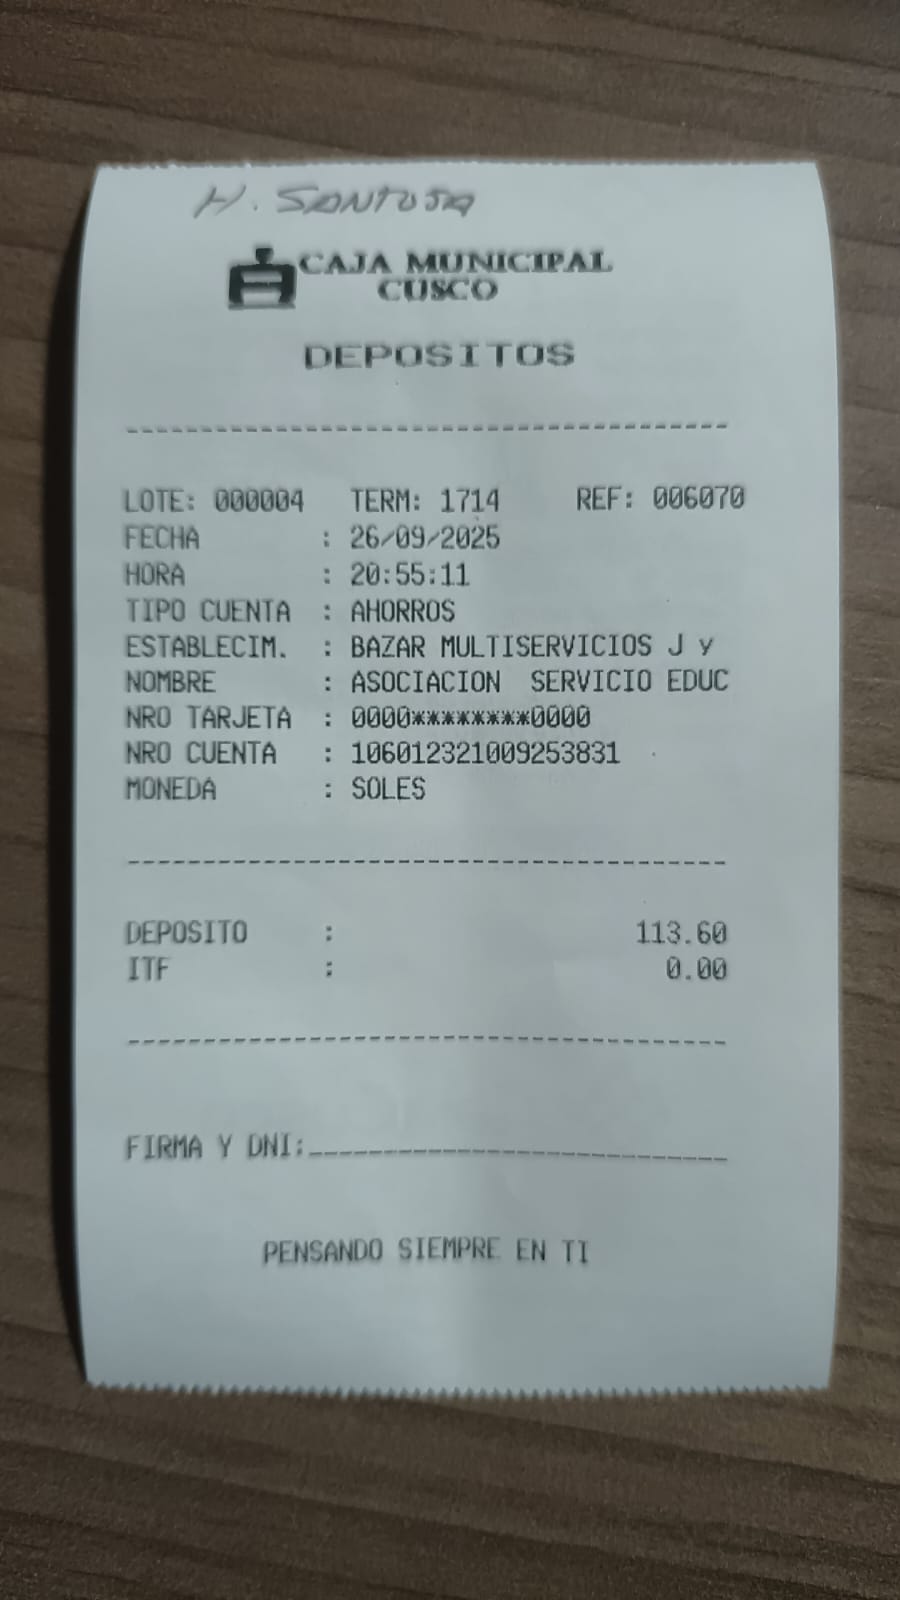 H. SANTOSA
CAJA MUNICIPAL
CUSCO
DEPOSITOS
LOTE: 000004 TERM: 1714 REF: 006070
FECHA : 26/09/2025
HORA : 20:55:11
TIPO CUENTA : AHORROS
ESTABLECIM. : BAZAR MULTISERVICIOS J y
NOMBRE : ASOCIACION SERVICIO EDUC
NRO TARJETA : 0000********0000
NRO CUENTA : 106012321009253831
MONEDA : SOLES
DEPOSITO : 113.60
ITF : 0.00
FIRMA Y DNI:
PENSANDO SIEMPRE EN TI